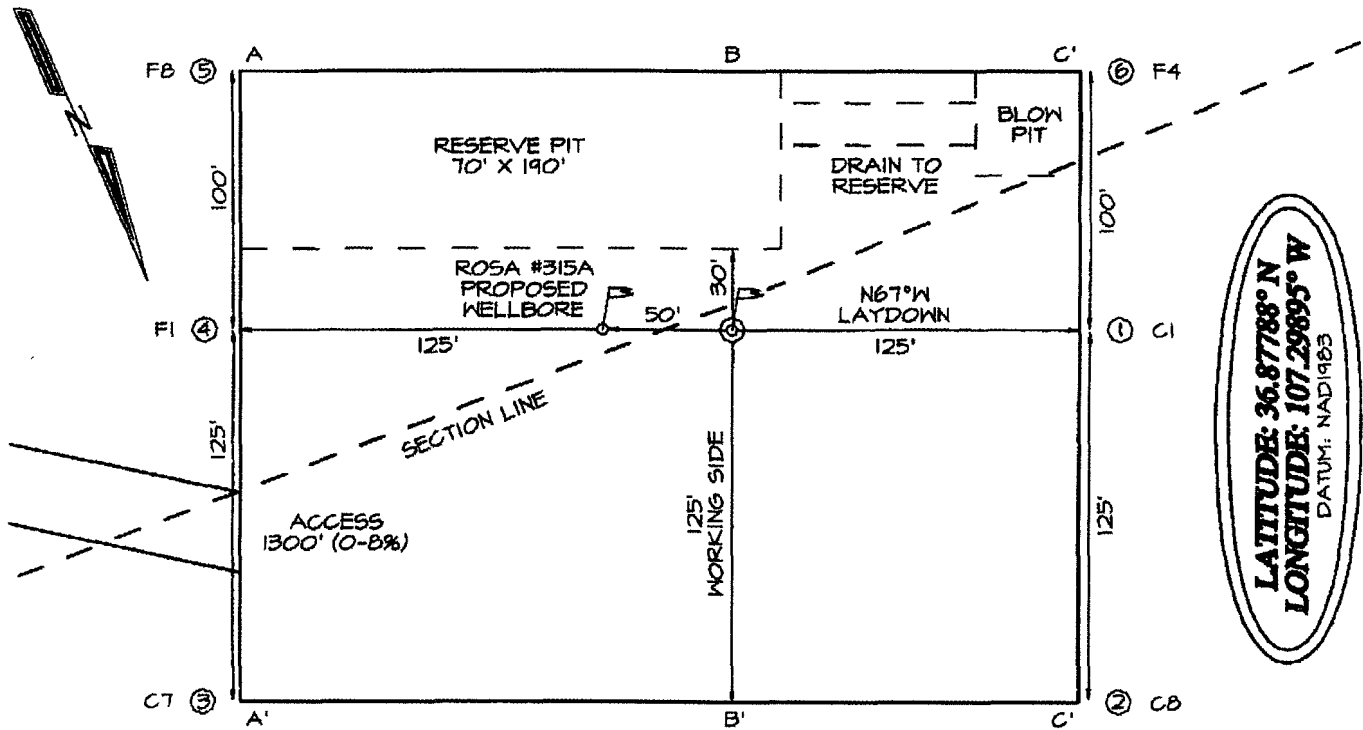 A B C'
F8 ⑤ ⑥ F4
BLOW
PIT
RESERVE PIT
70' X 190'
DRAIN TO
RESERVE
100'
100'
ROSA #315A
PROPOSED
WELLBORE
30'
N67°W
LAYDOWN
F1 ④ 50' ① C1
125' 125'
SECTION LINE
125'
125'
WORKING SIDE
125'
ACCESS
1300' (0-8%)
C7 ③ ② C8
A' B' C'
LATITUDE: 36.87788° N
LONGITUDE: 107.29895° W
DATUM: NAD1983